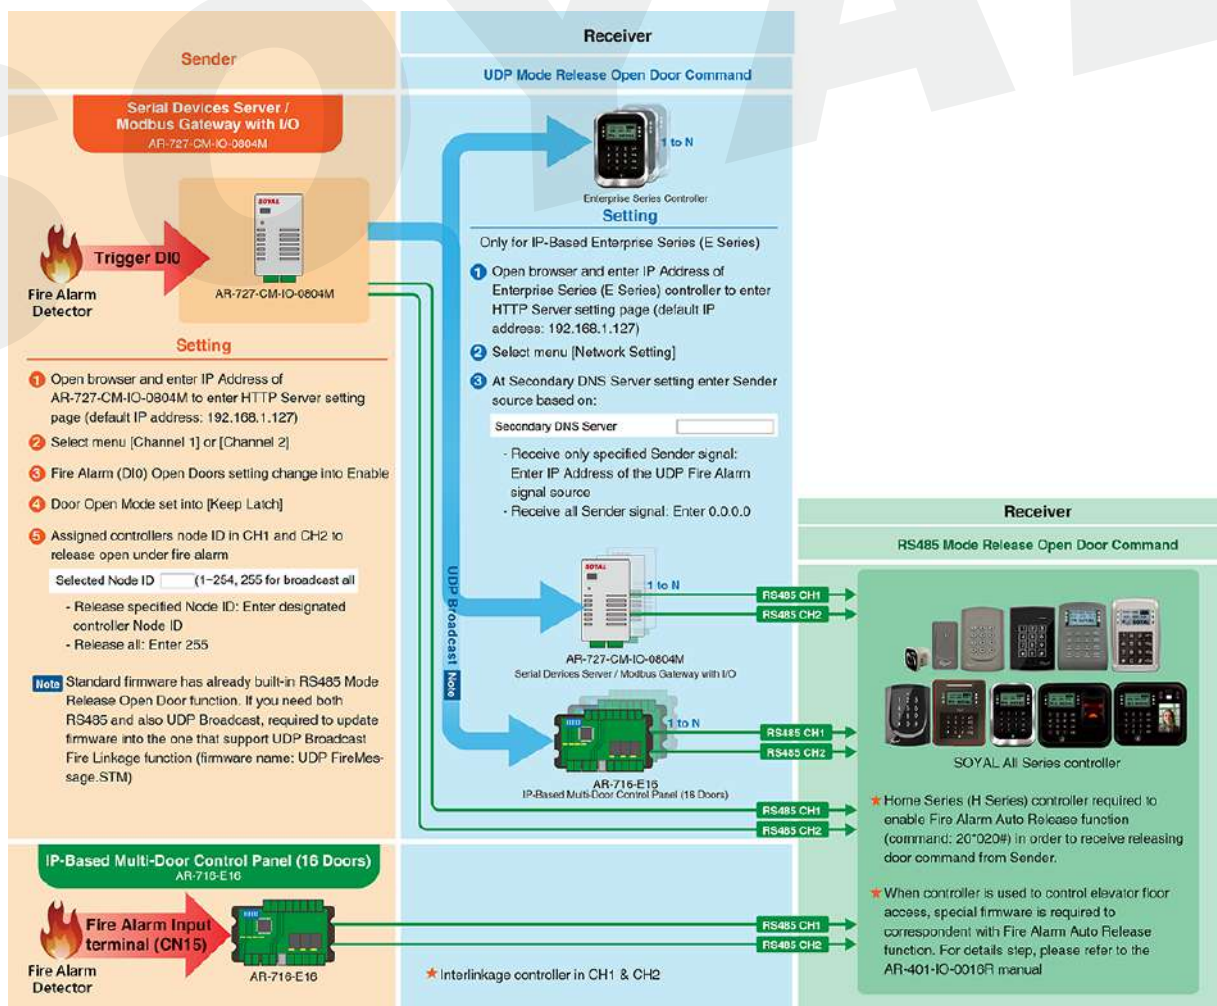 Sender
Serial Devices Server /
Modbus Gateway with I/O
AR-727-CM-IO-0804M
SOYAL
Trigger DI0
Fire Alarm
Detector
AR-727-CM-IO-0804M
Setting
1 Open browser and enter IP Address of
AR-727-CM-IO-0804M to enter HTTP Server setting
page (default IP address: 192.168.1.127)
2 Select menu [Channel 1] or [Channel 2]
3 Fire Alarm (DI0) Open Doors setting change into Enable
4 Door Open Mode set into [Keep Latch]
5 Assigned controllers node ID in CH1 and CH2 to
release open under fire alarm
Selected Node ID (1~254, 255 for broadcast all
- Release specified Node ID: Enter designated
controller Node ID
- Release all: Enter 255
Note Standard firmware has already built-in RS485 Mode
Release Open Door function. If you need both
RS485 and also UDP Broadcast, required to update
firmware into the one that support UDP Broadcast
Fire Linkage function (firmware name: UDP FireMes-
sage.STM)
Receiver
UDP Mode Release Open Door Command
1 to N
Enterprise Series Controller
Setting
Only for IP-Based Enterprise Series (E Series)
1 Open browser and enter IP Address of
Enterprise Series (E Series) controller to enter
HTTP Server setting page (default IP
address: 192.168.1.127)
2 Select menu [Network Setting]
3 At Secondary DNS Server setting enter Sender
source based on:
Secondary DNS Server
- Receive only specified Sender signal:
Enter IP Address of the UDP Fire Alarm
signal source
- Receive all Sender signal: Enter 0.0.0.0
UDP Broadcast Note
SOYAL
1 to N
RS485 CH1
RS485 CH2
AR-727-CM-IO-0804M
Serial Devices Server / Modbus Gateway with I/O
1 to N
RS485 CH1
RS485 CH2
AR-716-E16
IP-Based Multi-Door Control Panel (16 Doors)
RS485 CH1
RS485 CH2
Receiver
RS485 Mode Release Open Door Command
SOYAL All Series controller
★ Home Series (H Series) controller required to
enable Fire Alarm Auto Release function
(command: 20*020#) in order to receive releasing
door command from Sender.
★ When controller is used to control elevator floor
access, special firmware is required to
correspondent with Fire Alarm Auto Release
function. For details step, please refer to the
AR-401-IO-0016R manual
IP-Based Multi-Door Control Panel (16 Doors)
AR-716-E16
Fire Alarm Input
terminal (CN15)
Fire Alarm
Detector
AR-716-E16
RS485 CH1
RS485 CH2
★ Interlinkage controller in CH1 & CH2